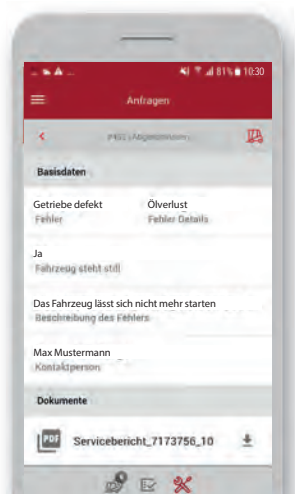 81% 10:30
Anfragen
Basisdaten
Getriebe defekt Ölverlust
Fehler Fehler Details
Ja
Fahrzeug steht still
Das Fahrzeug lässt sich nicht mehr starten
Beschreibung des Fehlers
Max Mustermann
Kontaktperson
Dokumente
PDF Servicebericht_7173756_10